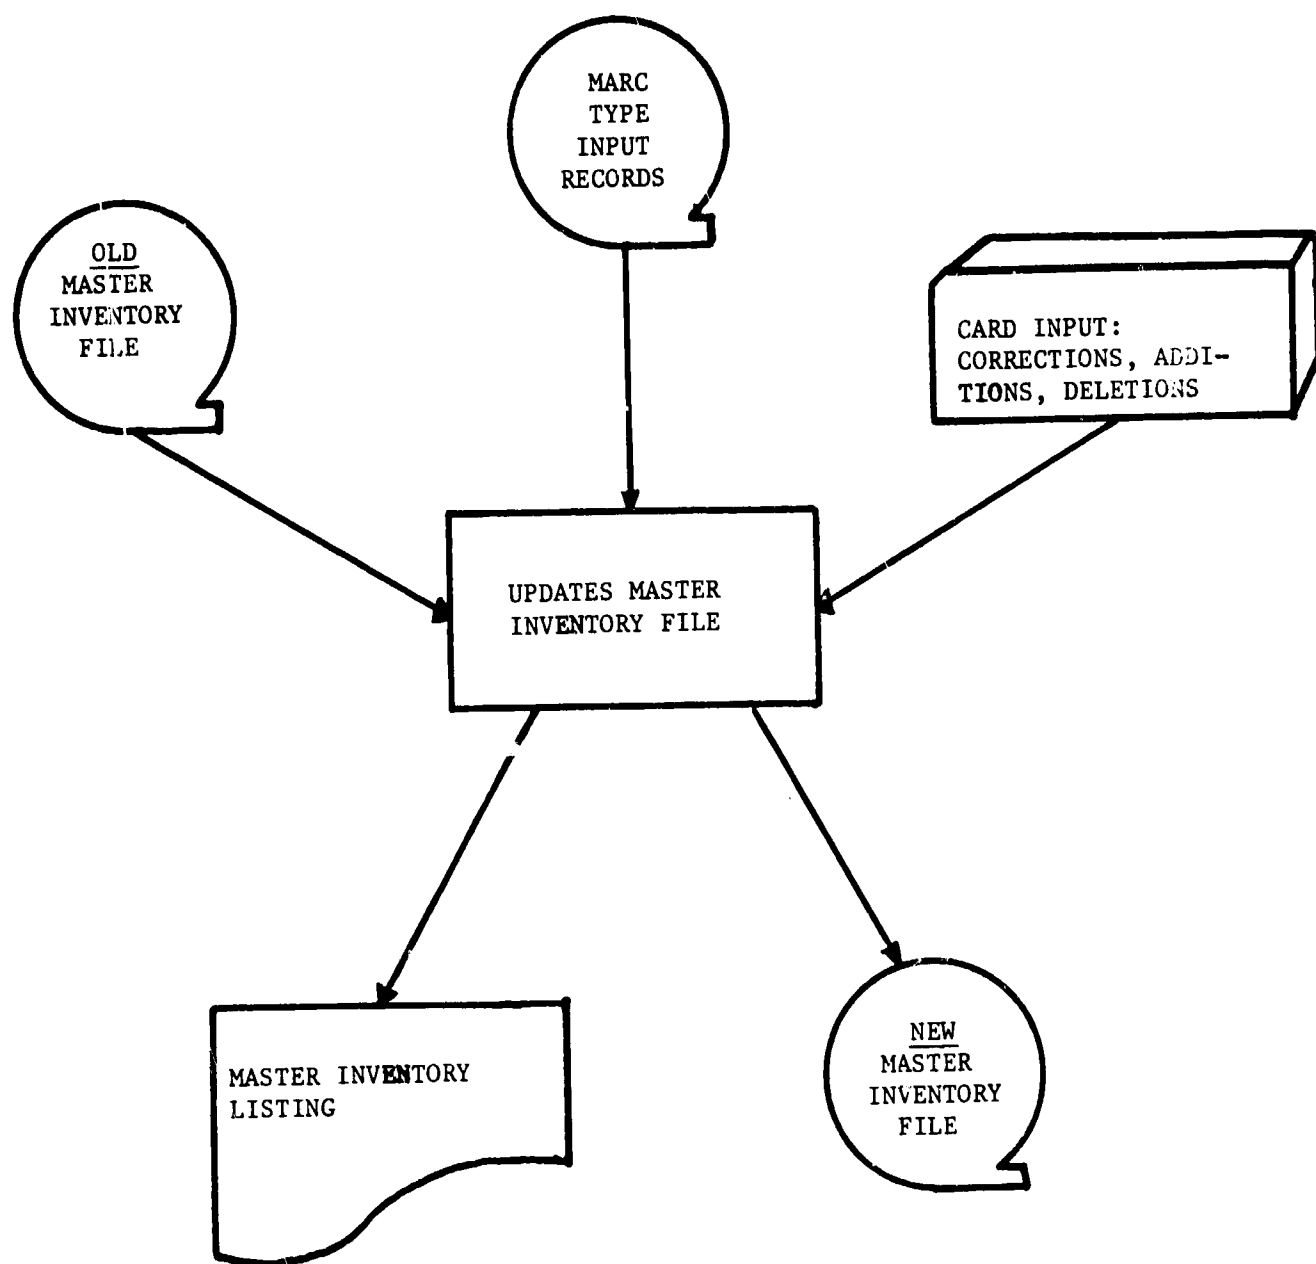 MARC
TYPE
INPUT
RECORDS
OLD
MASTER
INVENTORY
FILE
CARD INPUT:
CORRECTIONS, ADDI-
TIONS, DELETIONS
UPDATES MASTER
INVENTORY FILE
MASTER INVENTORY
LISTING
NEW
MASTER
INVENTORY
FILE